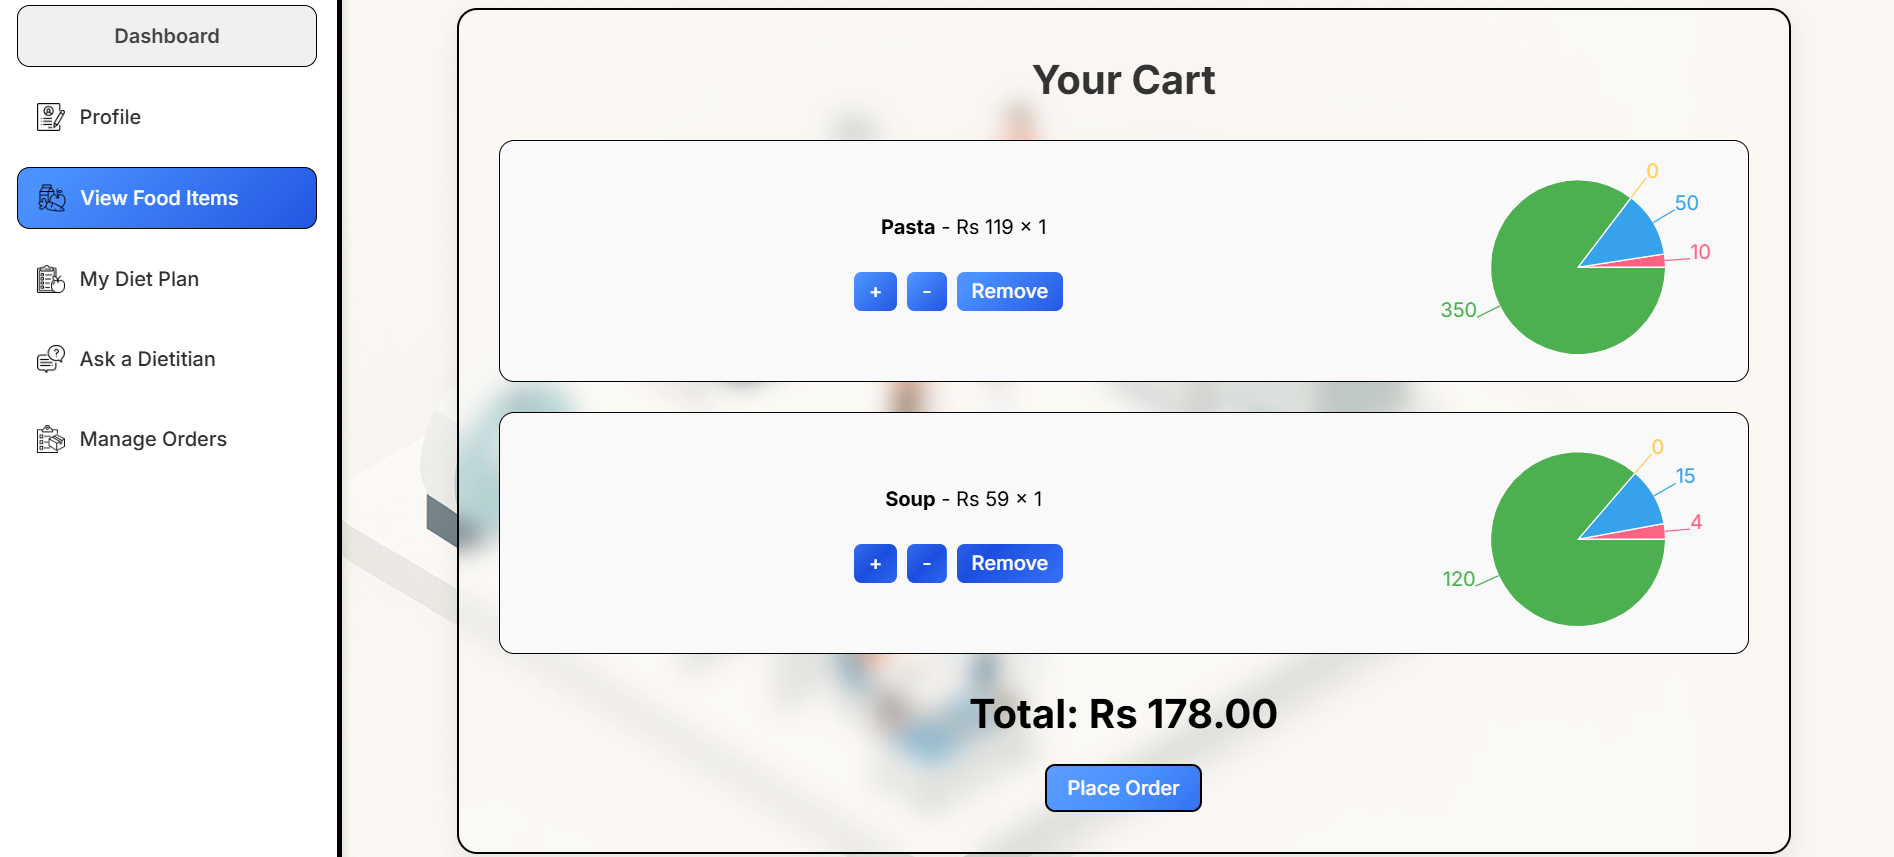 Dashboard
Profile
View Food Items
My Diet Plan
Ask a Dietitian
Manage Orders
Your Cart
Pasta - Rs 119 × 1
+ - Remove
0
50
10
350
Soup - Rs 59 × 1
+ - Remove
0
15
4
120
Total: Rs 178.00
Place Order